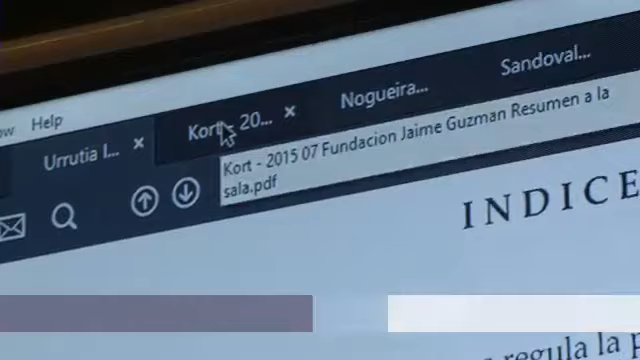 ow Help
Urrutia I... × Kort - 20... × Nogueira... Sandoval...
Kort - 2015 07 Fundacion Jaime Guzman Resumen a la
sala.pdf
INDICE
regula la p